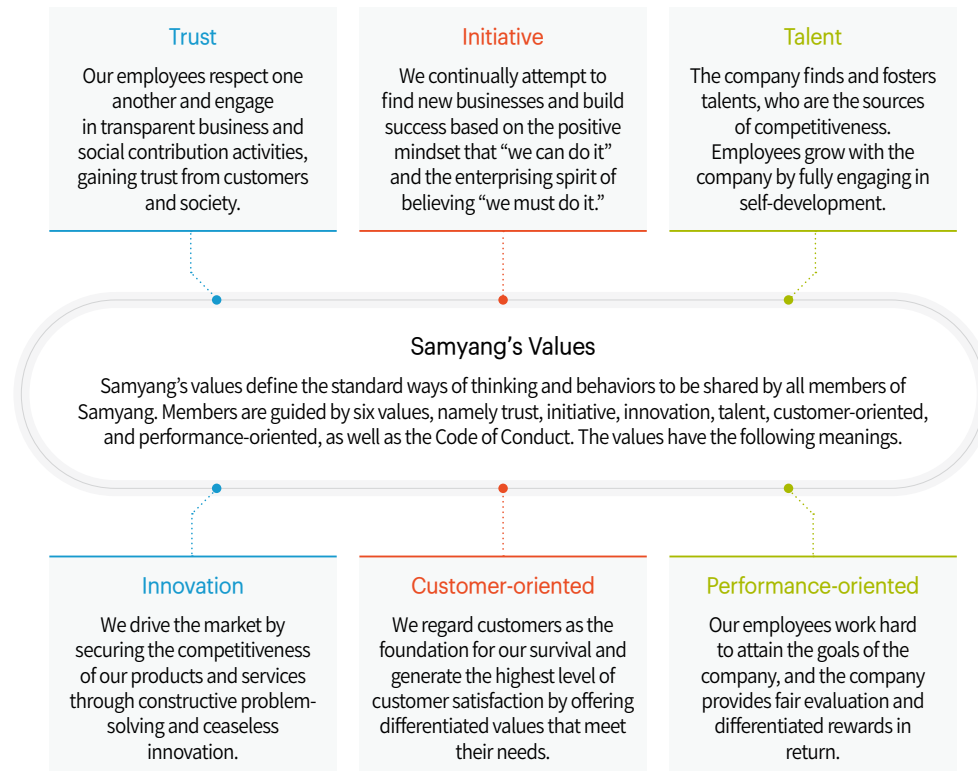 Trust
Our employees respect one
another and engage
in transparent business and
social contribution activities,
gaining trust from customers
and society.
Initiative
We continually attempt to
find new businesses and build
success based on the positive
mindset that “we can do it”
and the enterprising spirit of
believing “we must do it.”
Talent
The company finds and fosters
talents, who are the sources
of competitiveness.
Employees grow with the
company by fully engaging in
self-development.
Samyang’s Values
Samyang’s values define the standard ways of thinking and behaviors to be shared by all members of
Samyang. Members are guided by six values, namely trust, initiative, innovation, talent, customer-oriented,
and performance-oriented, as well as the Code of Conduct. The values have the following meanings.
Innovation
We drive the market by
securing the competitiveness
of our products and services
through constructive problem-
solving and ceaseless
innovation.
Customer-oriented
We regard customers as the
foundation for our survival and
generate the highest level of
customer satisfaction by offering
differentiated values that meet
their needs.
Performance-oriented
Our employees work hard
to attain the goals of the
company, and the company
provides fair evaluation and
differentiated rewards in
return.